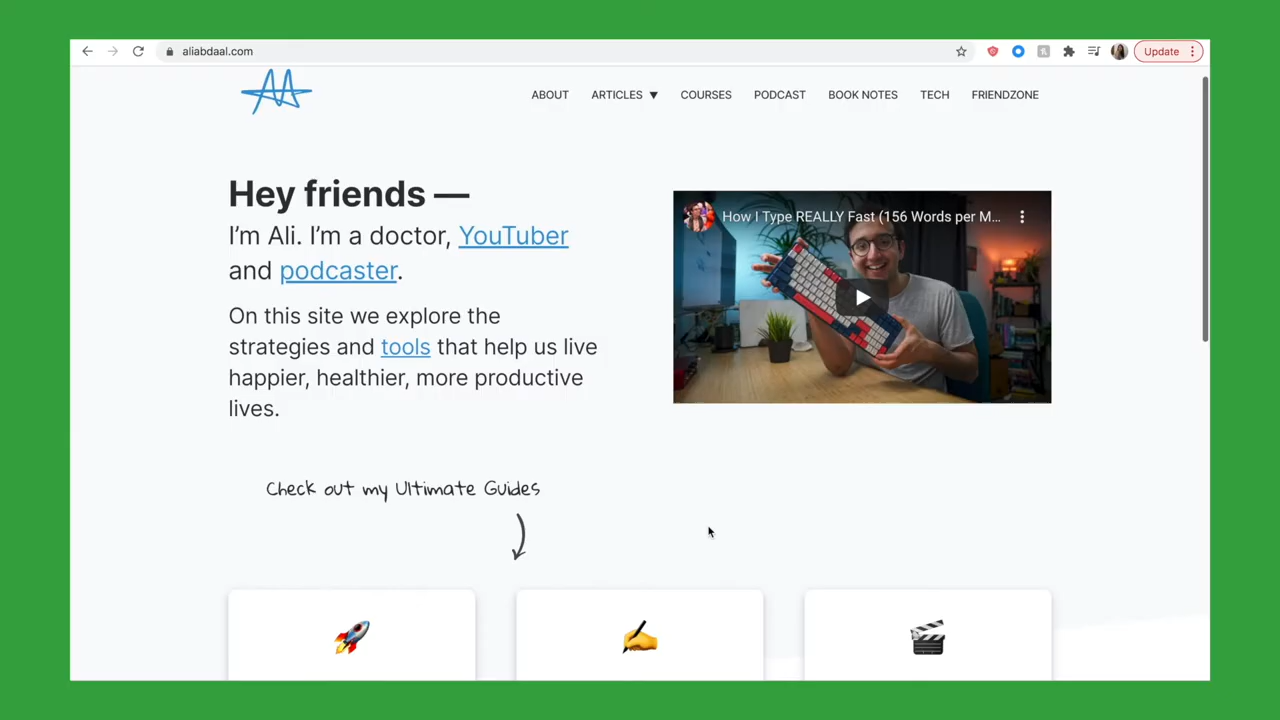 aliabdaal.com
Update
ABOUT
ARTICLES ▼
COURSES
PODCAST
BOOK NOTES
TECH
FRIENDZONE
Hey friends —
I'm Ali. I'm a doctor, YouTuber
and podcaster.
On this site we explore the
strategies and tools that help us live
happier, healthier, more productive
lives.
How I Type REALLY Fast (156 Words per M...
Check out my Ultimate Guides